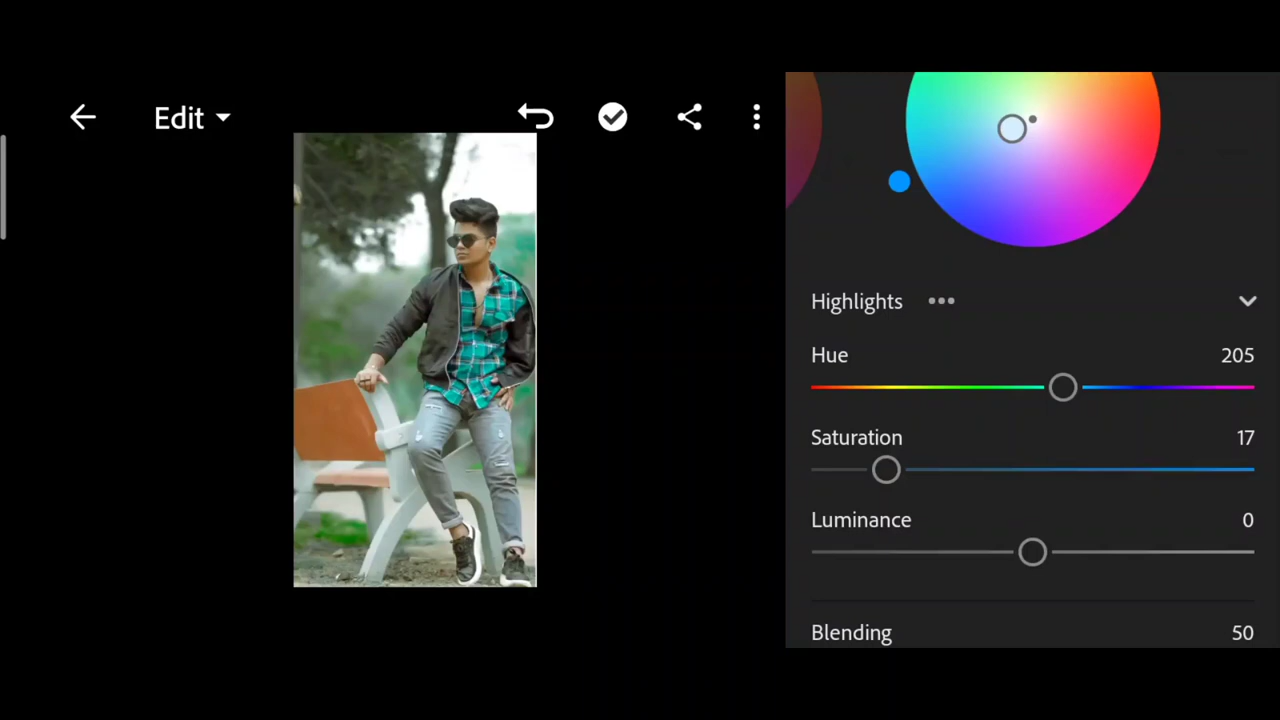 Edit
Highlights
Hue 205
Saturation 17
Luminance 0
Blending 50